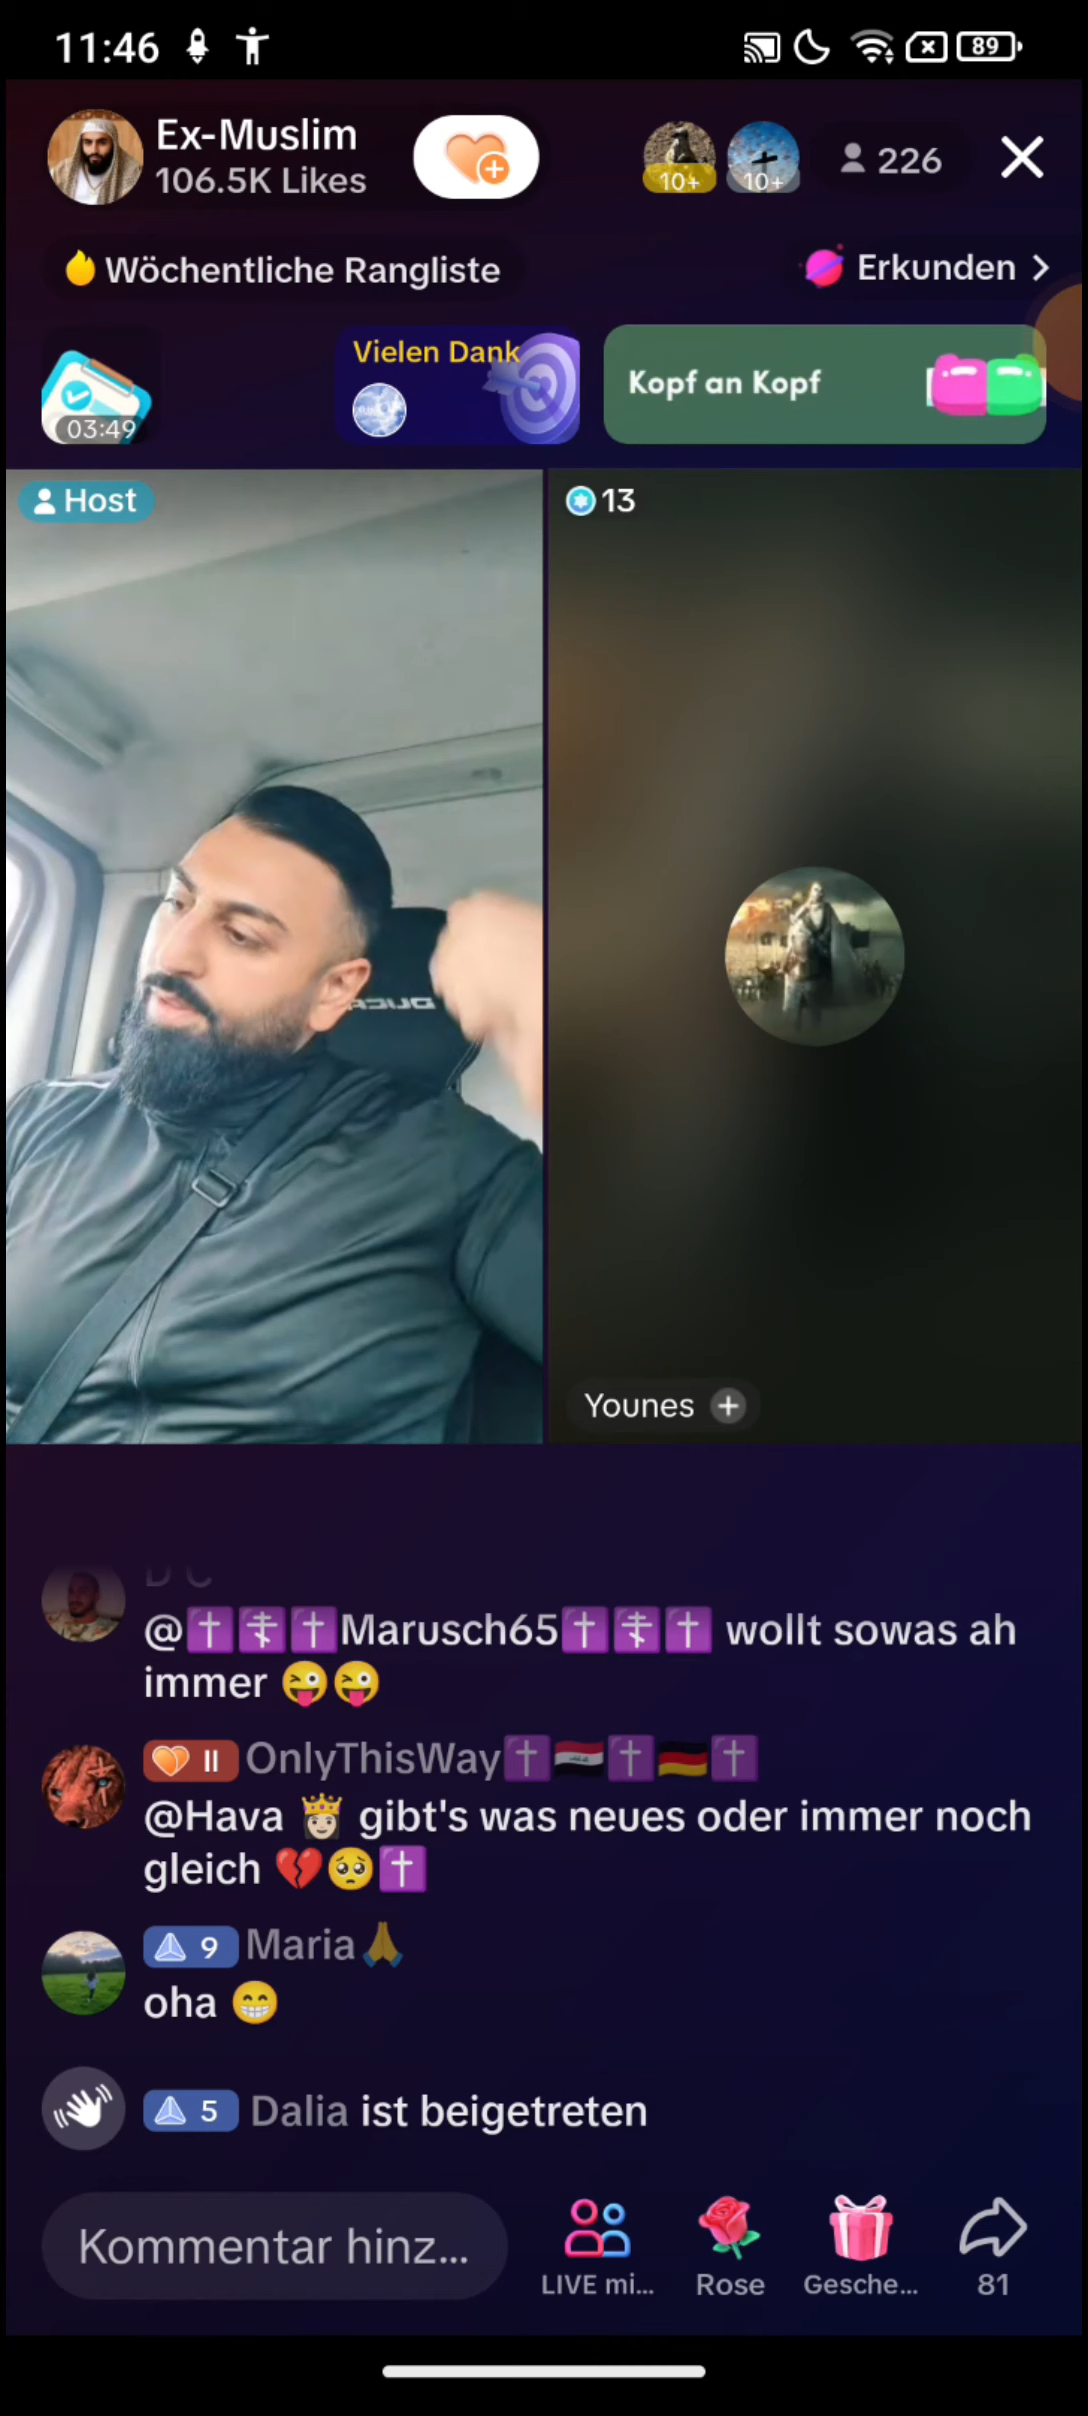 11:46
89
Ex-Muslim
106.5K Likes
10+
10+
226
Wöchentliche Rangliste
Erkunden >
03:49
Vielen Dank
Kopf an Kopf
Host
13
Younes +
D C
@✝️☦️✝️Marusch65✝️☦️✝️ wollt sowas ah
immer 😜😜
II OnlyThisWay✝️🇮🇶✝️🇩🇪✝️
@Hava 👸🏻 gibt's was neues oder immer noch
gleich 💔🥺✝️
9 Maria🙏
oha 😁
5 Dalia ist beigetreten
Kommentar hinz...
LIVE mi...
Rose
Gesche...
81